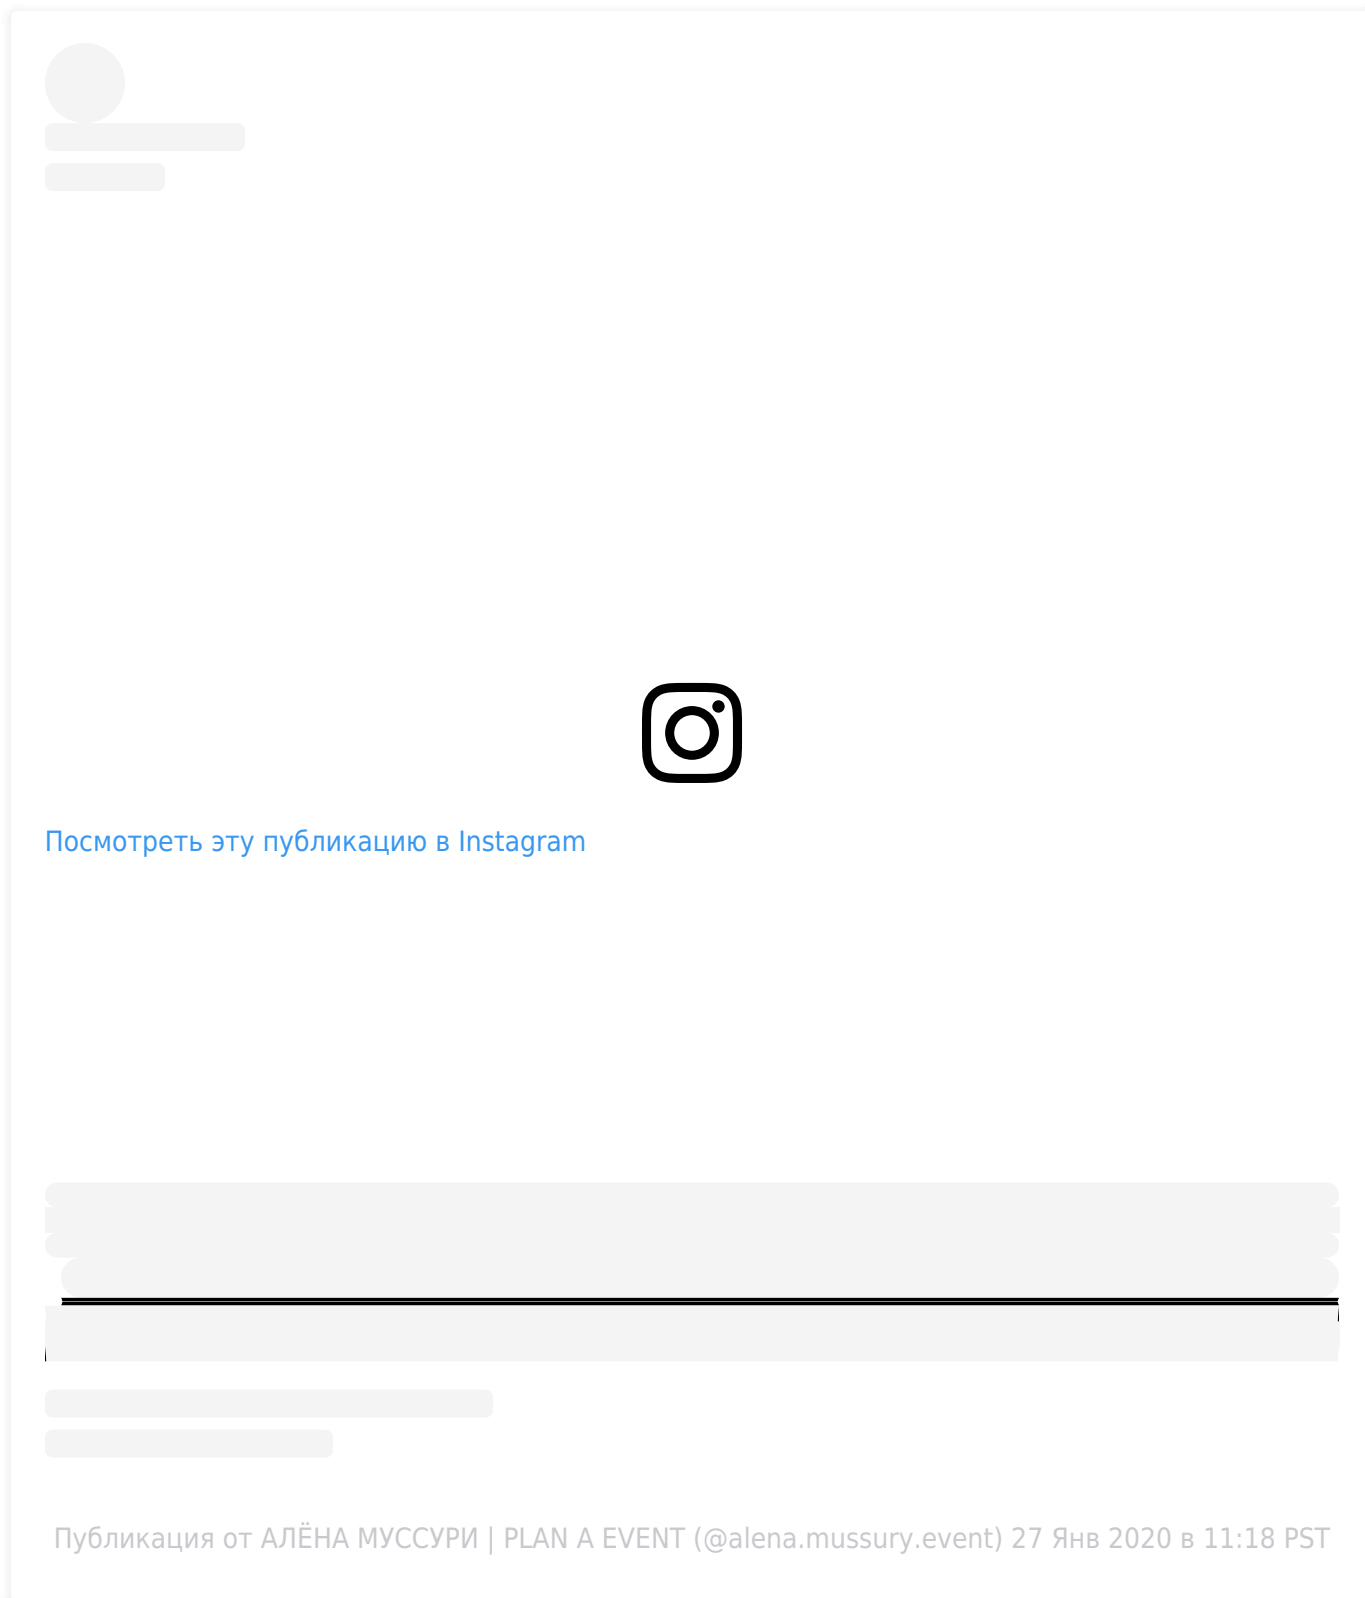 Посмотреть эту публикацию в Instagram
Публикация от АЛЁНА МУССУРИ | PLAN A EVENT (@alena.mussury.event) 27 Янв 2020 в 11:18 PST